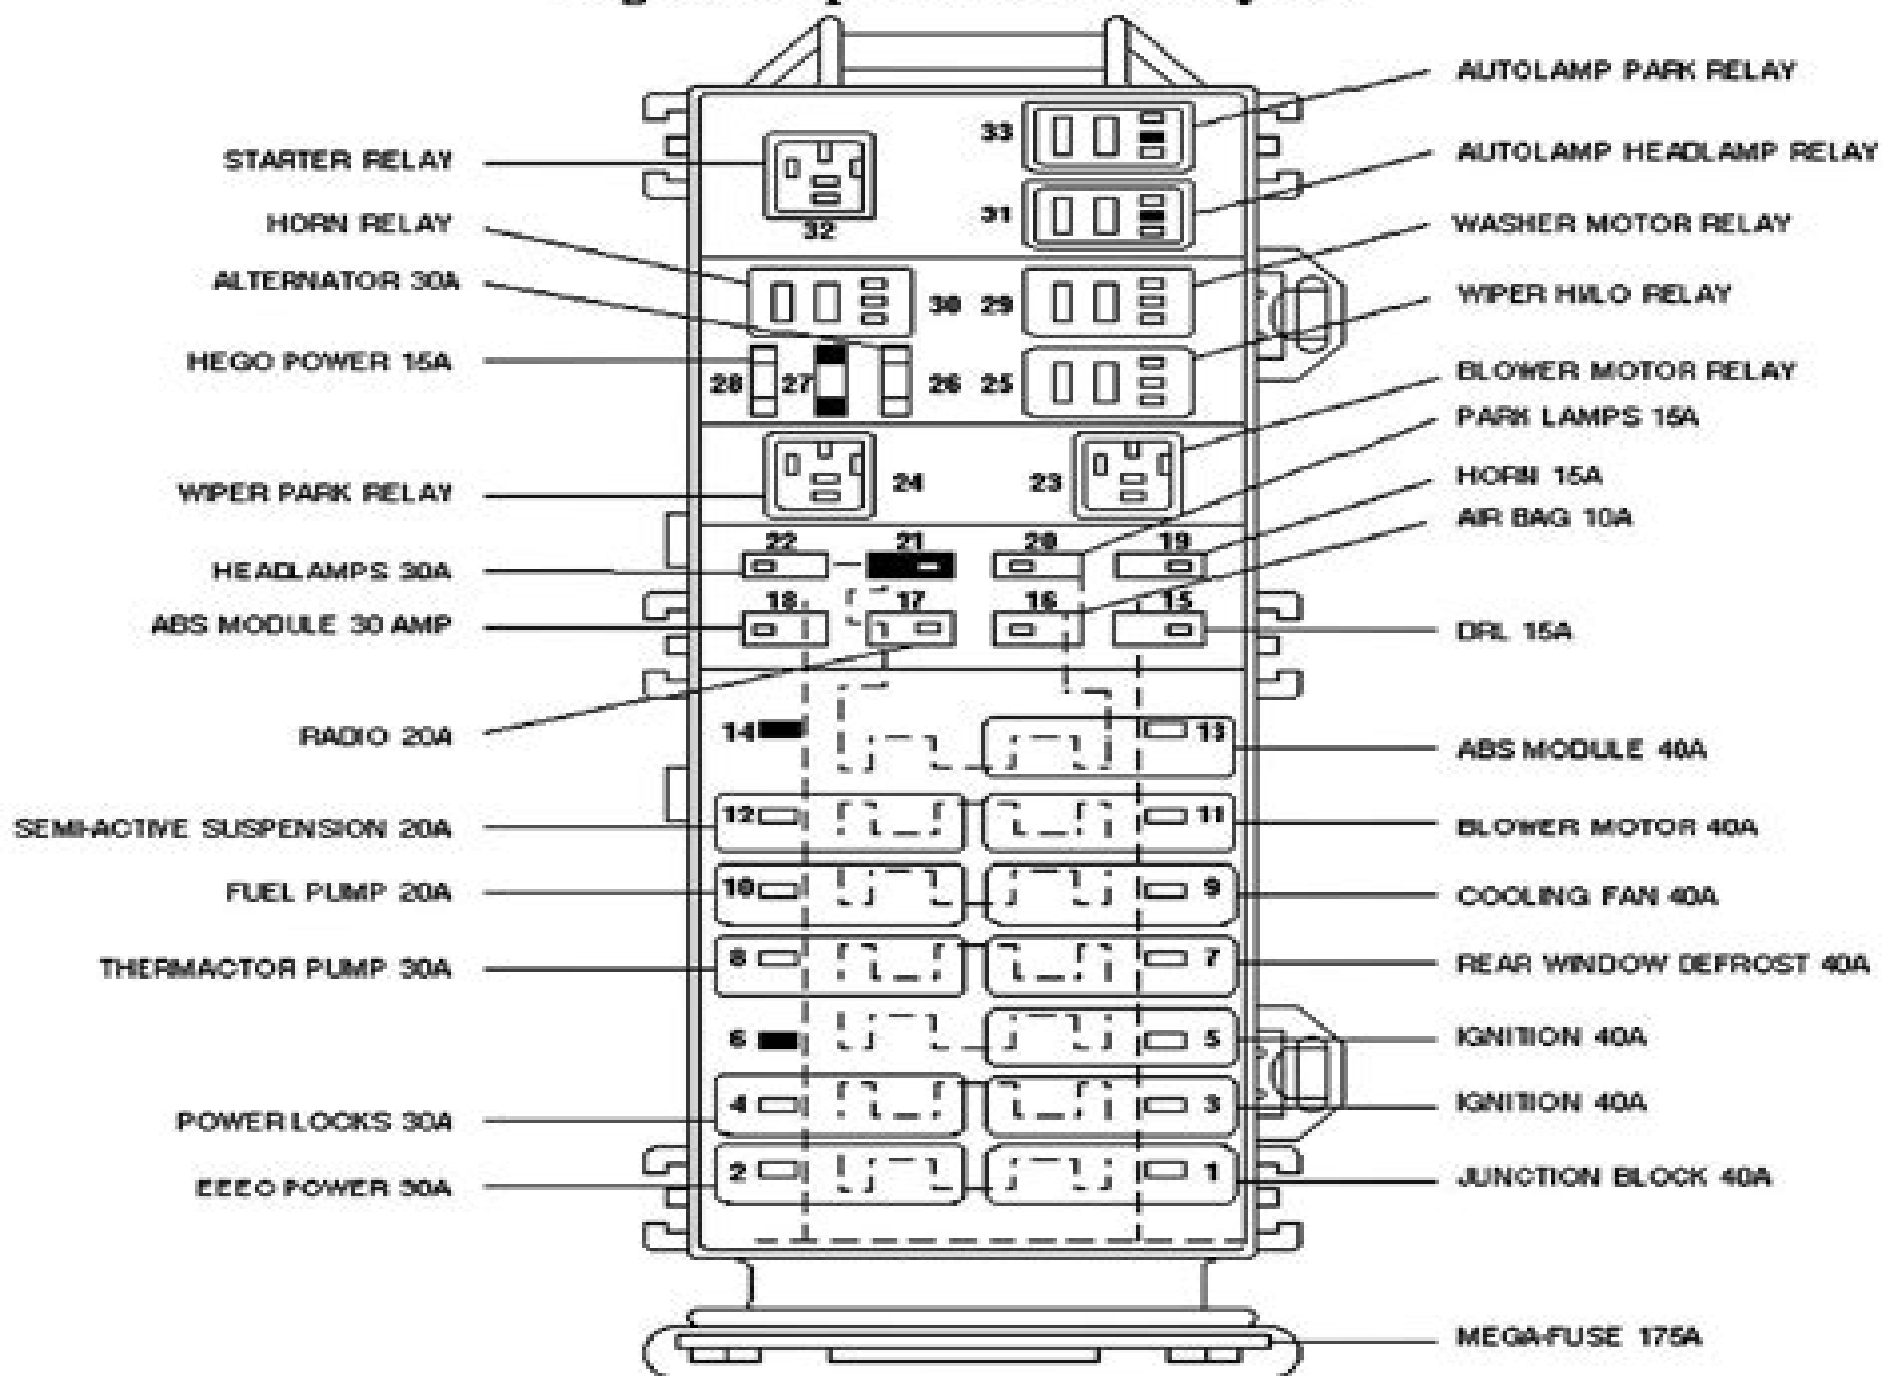 AUTOLAMP PARK RELAY
33
STARTER RELAY
AUTOLAMP HEADLAMP RELAY
31
32
HORN RELAY
WASHER MOTOR RELAY
ALTERNATOR 30A
30 29
WIPER HI/LO RELAY
HEGO POWER 15A
28 27 26 25
BLOWER MOTOR RELAY
PARK LAMPS 15A
WIPER PARK RELAY
24 23
HORN 15A
AIR BAG 10A
22 21 20 19
HEADLAMPS 30A
18 17 16 15
ABS MODULE 30 AMP
DRL 15A
RADIO 20A
14 13
ABS MODULE 40A
SEMI-ACTIVE SUSPENSION 20A
12 11
BLOWER MOTOR 40A
FUEL PUMP 20A
10 9
COOLING FAN 40A
THERMACTOR PUMP 30A
8 7
REAR WINDOW DEFROST 40A
6 5
IGNITION 40A
POWER LOCKS 30A
4 3
IGNITION 40A
EEEC POWER 30A
2 1
JUNCTION BLOCK 40A
MEGA-FUSE 175A